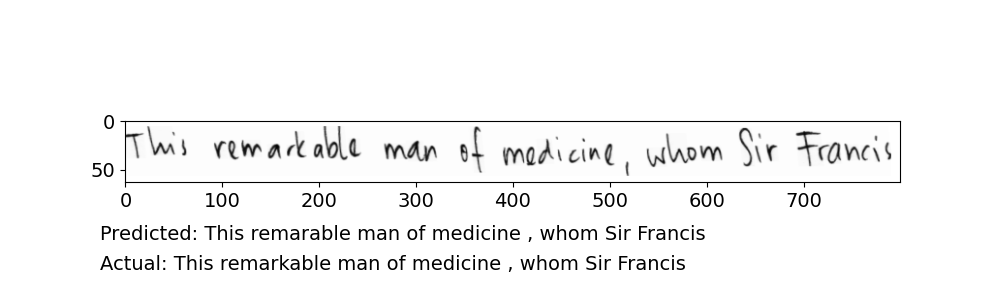 0
This remarkable man of medicine, whom Sir Francis
50
0 100 200 300 400 500 600 700
Predicted: This remarable man of medicine , whom Sir Francis
Actual: This remarkable man of medicine , whom Sir Francis